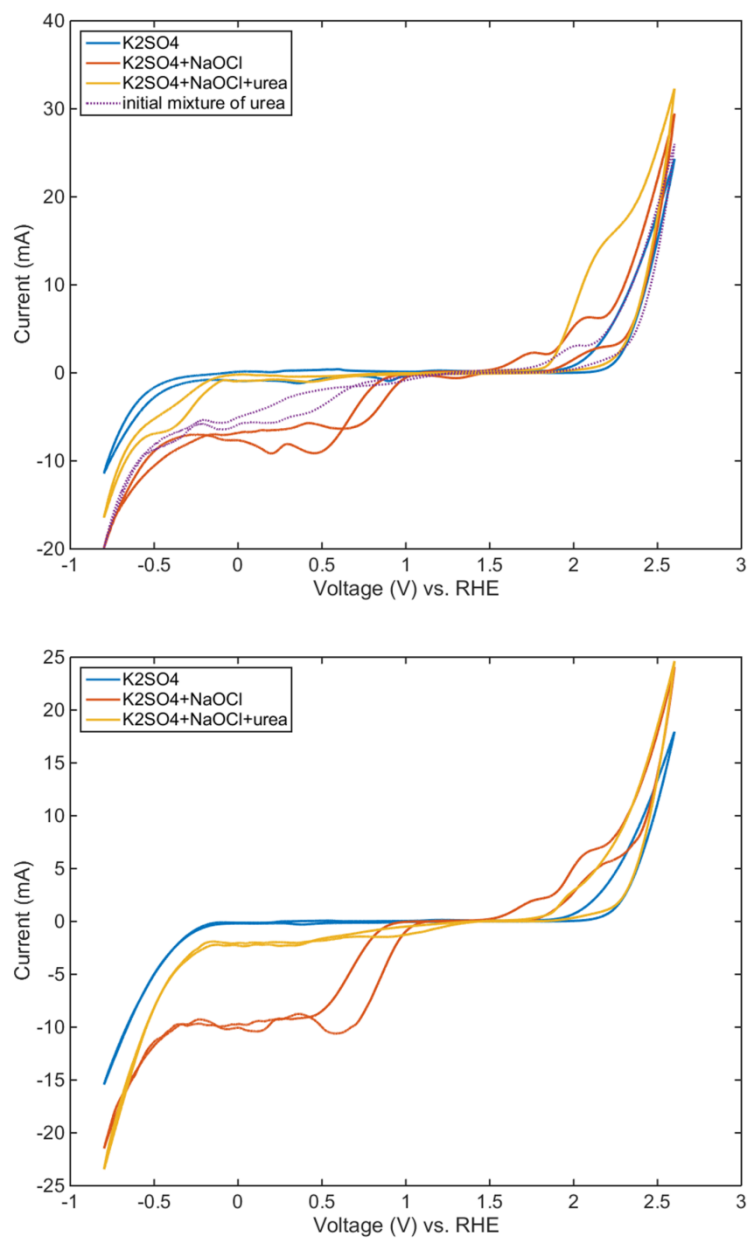 40
30
20
10
0
-10
-20
Current (mA)
K2SO4
K2SO4+NaOCl
K2SO4+NaOCl+urea
initial mixture of urea
-1 -0.5 0 0.5 1 1.5 2 2.5 3
Voltage (V) vs. RHE
25
20
15
10
5
0
-5
-10
-15
-20
-25
Current (mA)
K2SO4
K2SO4+NaOCl
K2SO4+NaOCl+urea
-1 -0.5 0 0.5 1 1.5 2 2.5 3
Voltage (V) vs. RHE